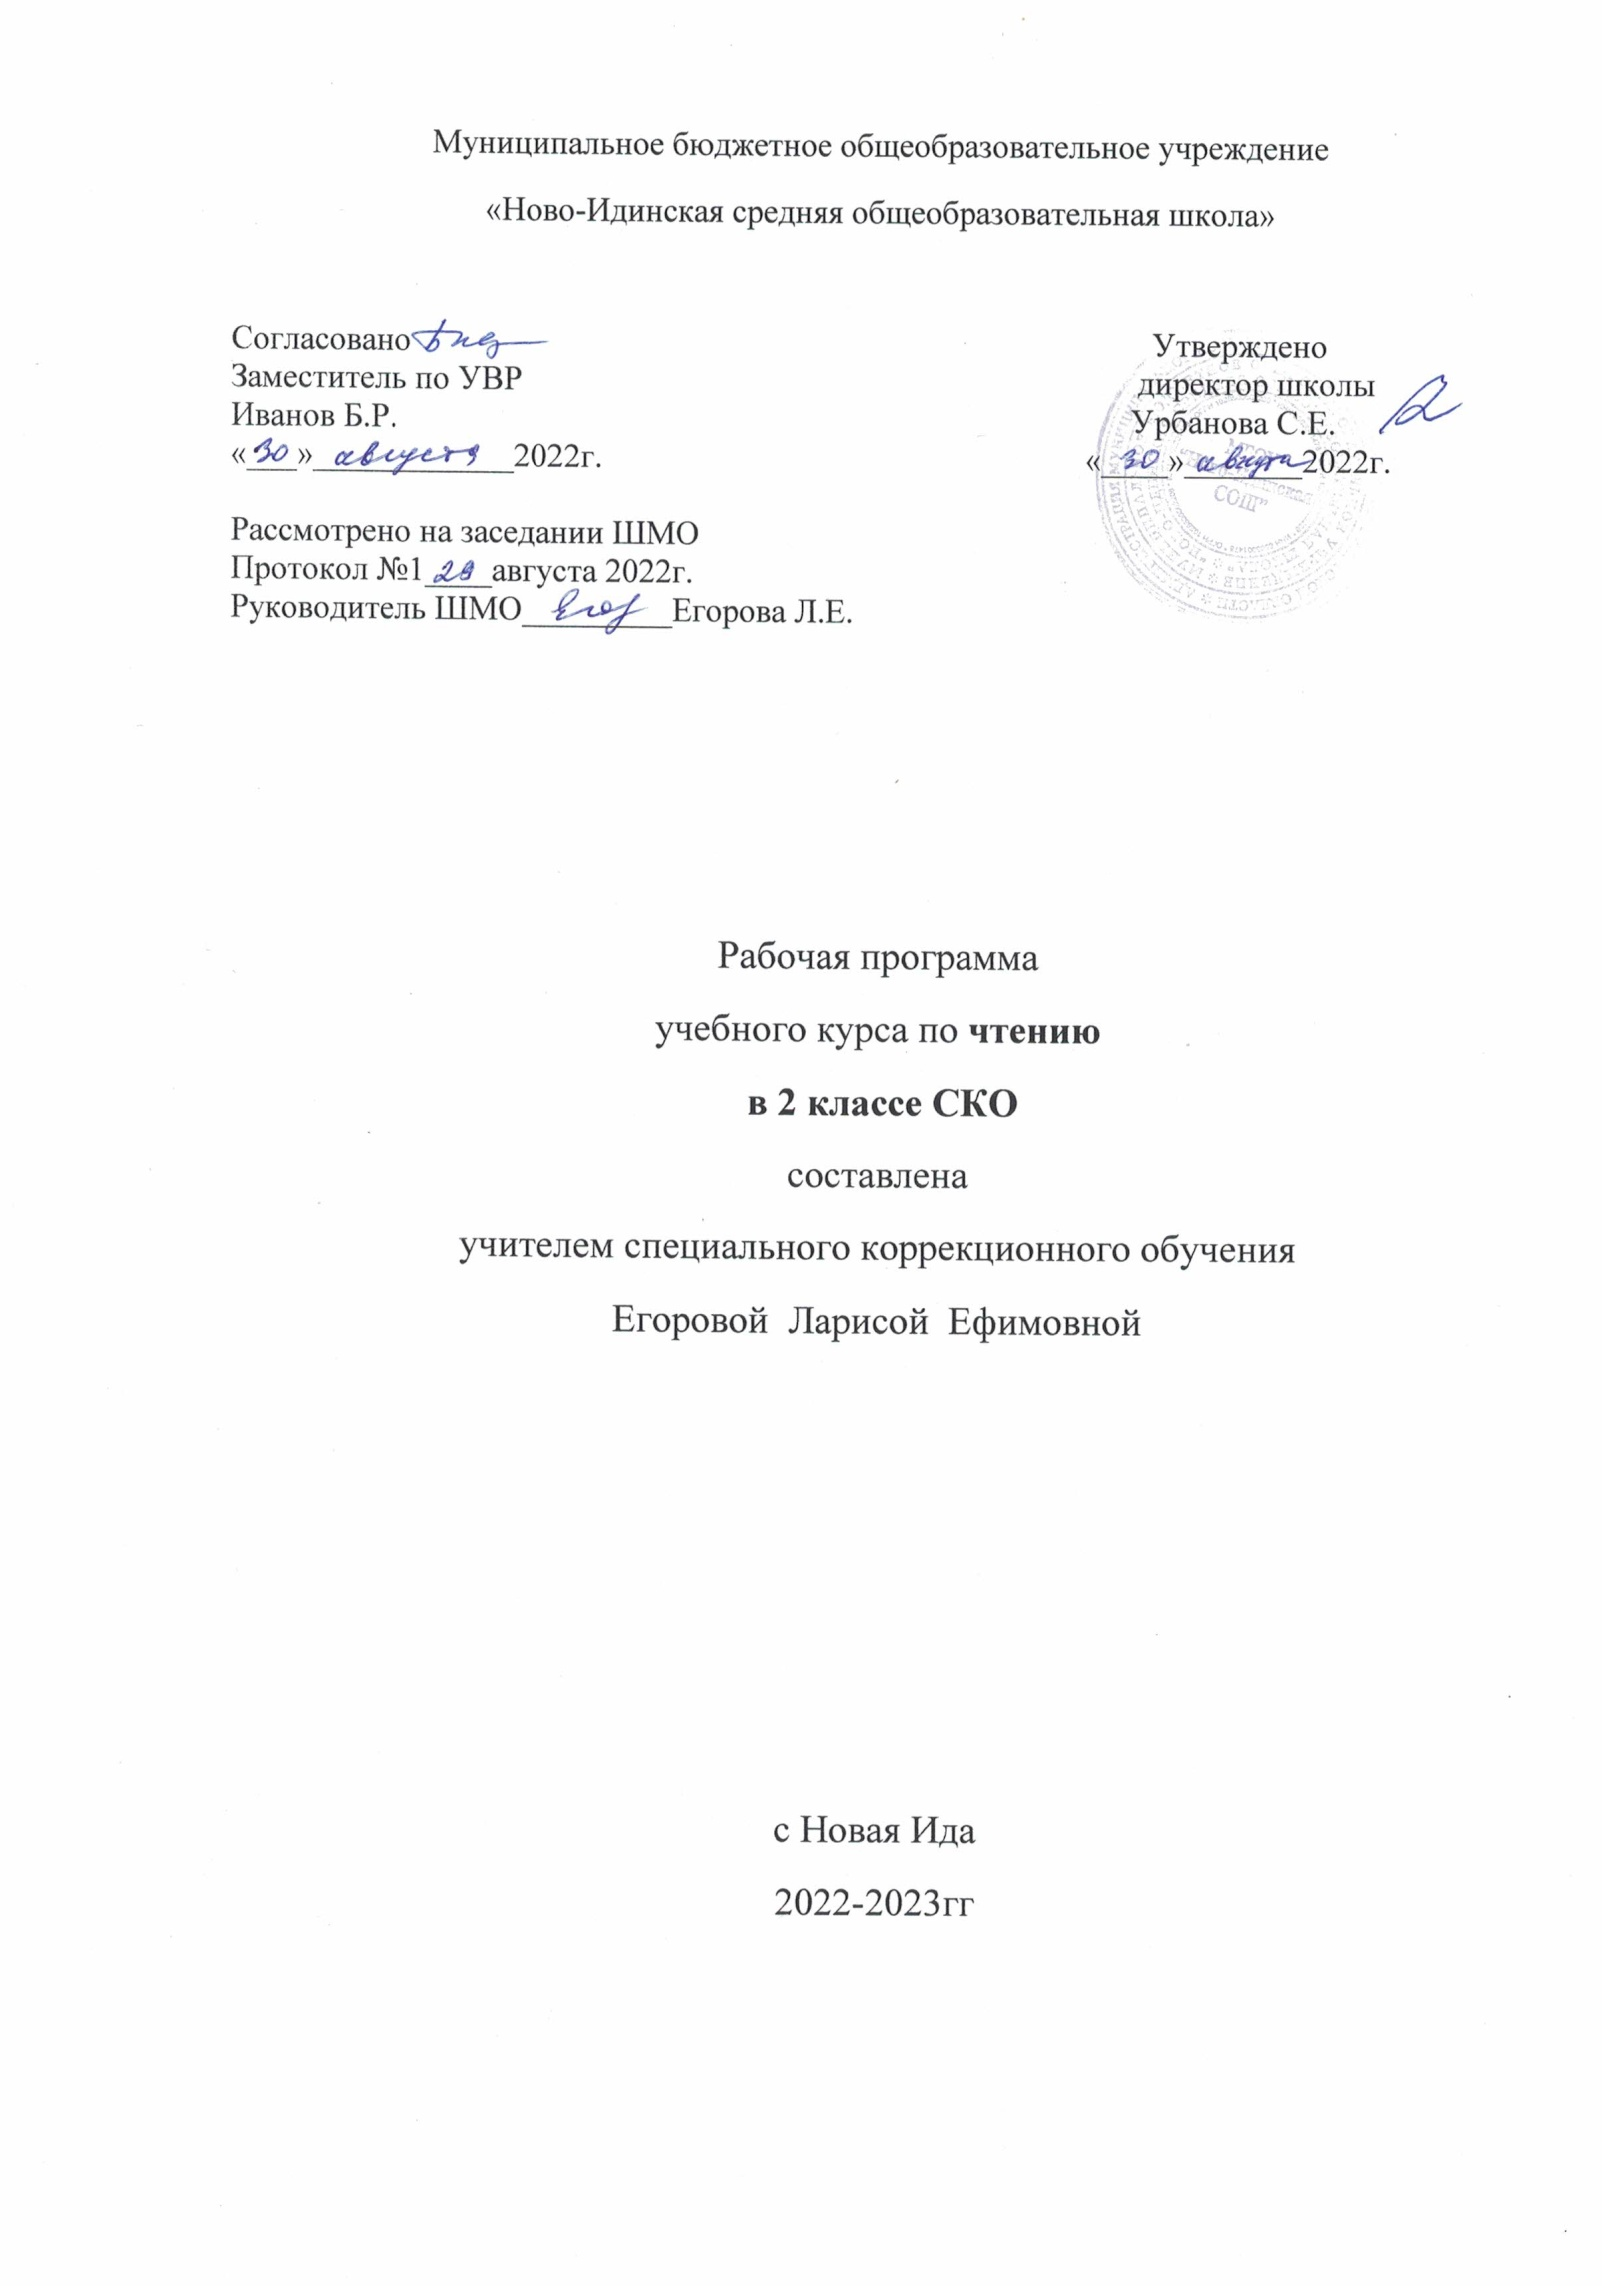 Муниципальное бюджетное общеобразовательное учреждение
«Ново-Идинская средняя общеобразовательная школа»
Согласовано
Заместитель по УВР
Иванов Б.Р.
«30» августа 2022г.
Рассмотрено на заседании ШМО
Протокол №1 августа 2022г.
Руководитель ШМО Егорова Л.Е.
Утверждено
директор школы
Урбанова С.Е.
«30» августа 2022г.
СОШ"
Рабочая программа
учебного курса по чтению
в 2 классе СКО
составлена
учителем специального коррекционного обучения
Егоровой Ларисой Ефимовной
с Новая Ида
2022-2023гг